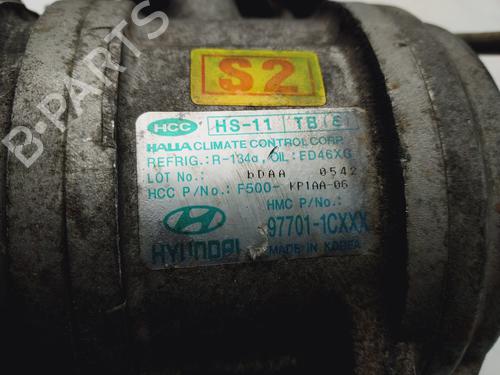 S2
HCC HS-11 TB(E)
HALLA CLIMATE CONTROL CORP.
REFRIG.: R-134a, OIL: FD46XG
LOT No.: bDAA 0542
HCC P/No.: F500- KP1AA-06
HMC P/No.:
HYUNDAI 97701-1CXXX
MADE IN KOREA
B-PARTS